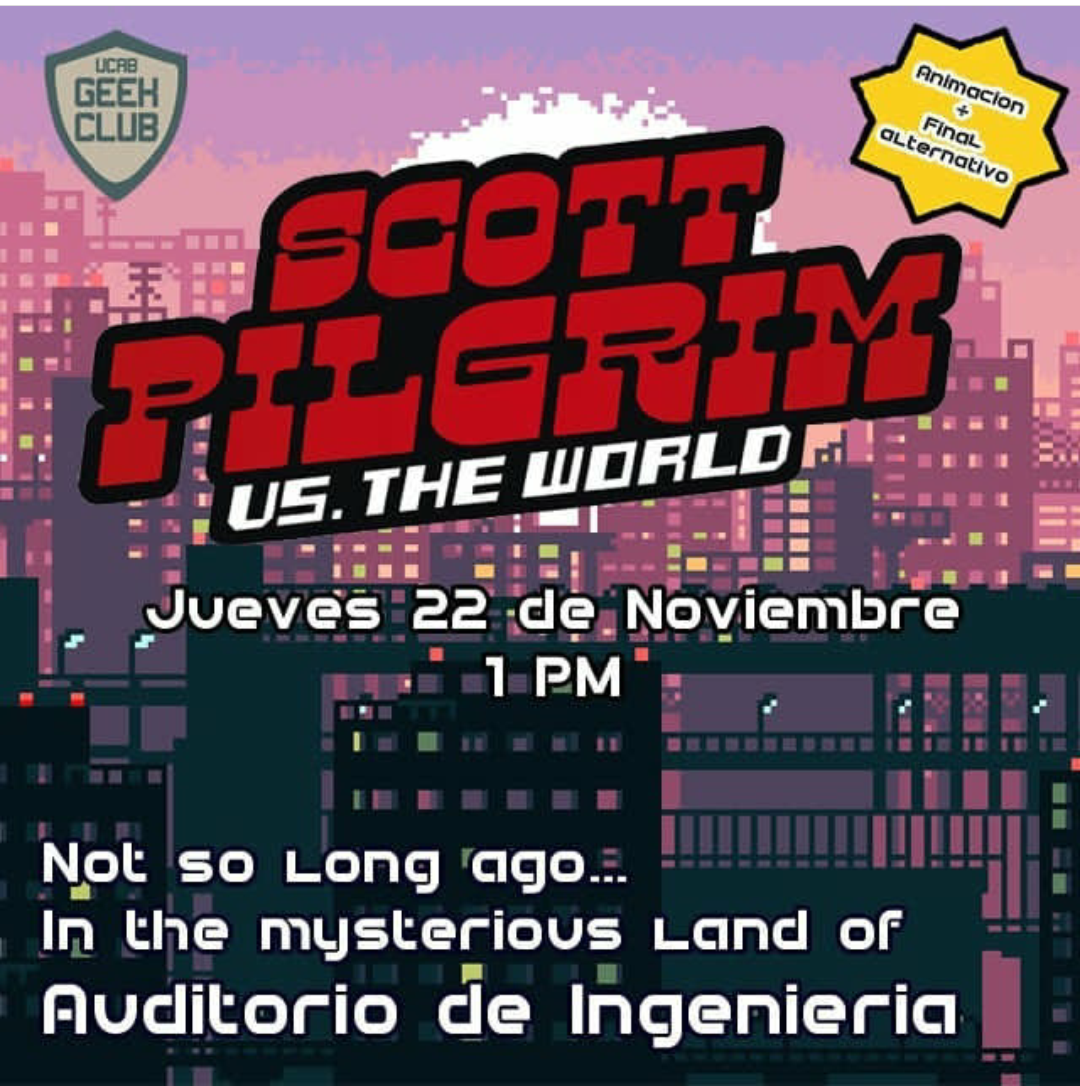 UCAB
GEEK
CLUB
Animacion
+
Final
alternativo
SCOTT
PILGRIM
VS. THE WORLD
Jueves 22 de Noviembre
1 PM
Not so Long ago...
In the mysterious Land of
Auditorio de Ingenieria